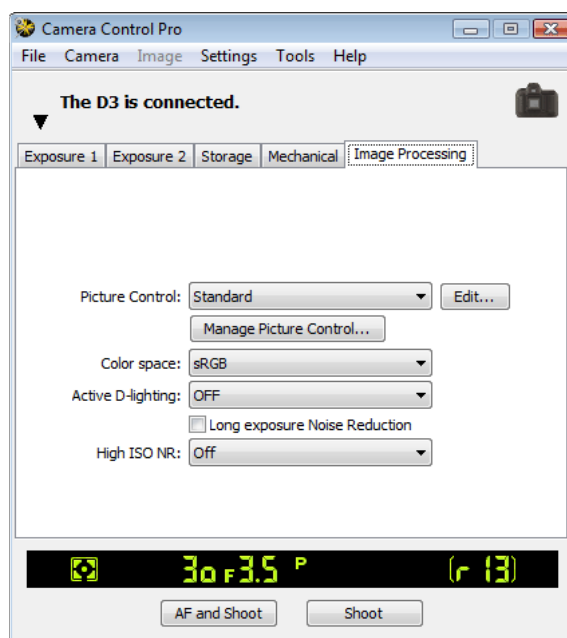 Camera Control Pro
File Camera Image Settings Tools Help
The D3 is connected.
Exposure 1 Exposure 2 Storage Mechanical Image Processing
Picture Control: Standard Edit...
Manage Picture Control...
Color space: sRGB
Active D-lighting: OFF
Long exposure Noise Reduction
High ISO NR: Off
30 F3.5 P (r 13)
AF and Shoot Shoot